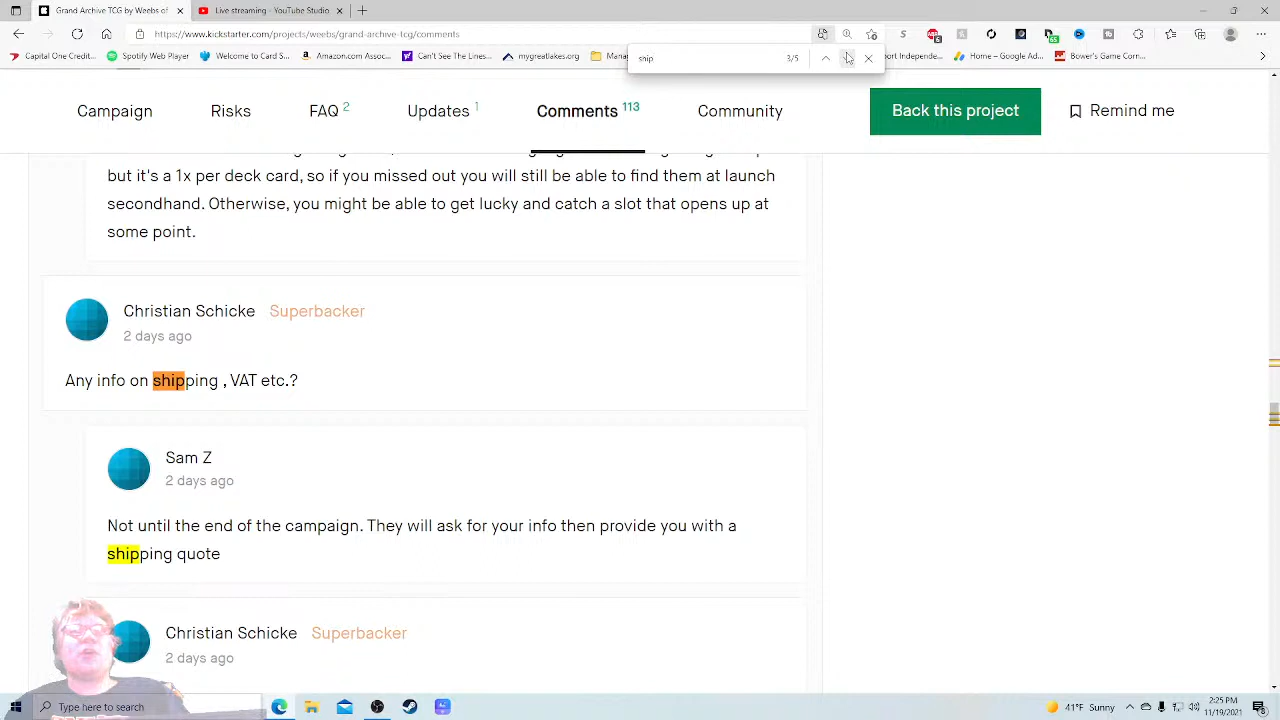 Grand Archive TCG by Weebs of
Live streaming - YouTube Studio
https://www.kickstarter.com/projects/weebs/grand-archive-tcg/comments
Capital One Credit...
Spotify Web Player
Welcome Card S...
Amazon Associate...
Can't See The Lines...
mygreatlakes.org
Home – Google Ad...
Bower's Game Corn...
ship
3/5
Campaign
Risks
FAQ 2
Updates 1
Comments 113
Community
Back this project
Remind me
but it's a 1x per deck card, so if you missed out you will still be able to find them at launch
secondhand. Otherwise, you might be able to get lucky and catch a slot that opens up at
some point.
Christian Schicke Superbacker
2 days ago
Any info on shipping , VAT etc.?
Sam Z
2 days ago
Not until the end of the campaign. They will ask for your info then provide you with a
shipping quote
Christian Schicke Superbacker
2 days ago
Type here to search
41°F Sunny
2:25 PM
11/19/2021